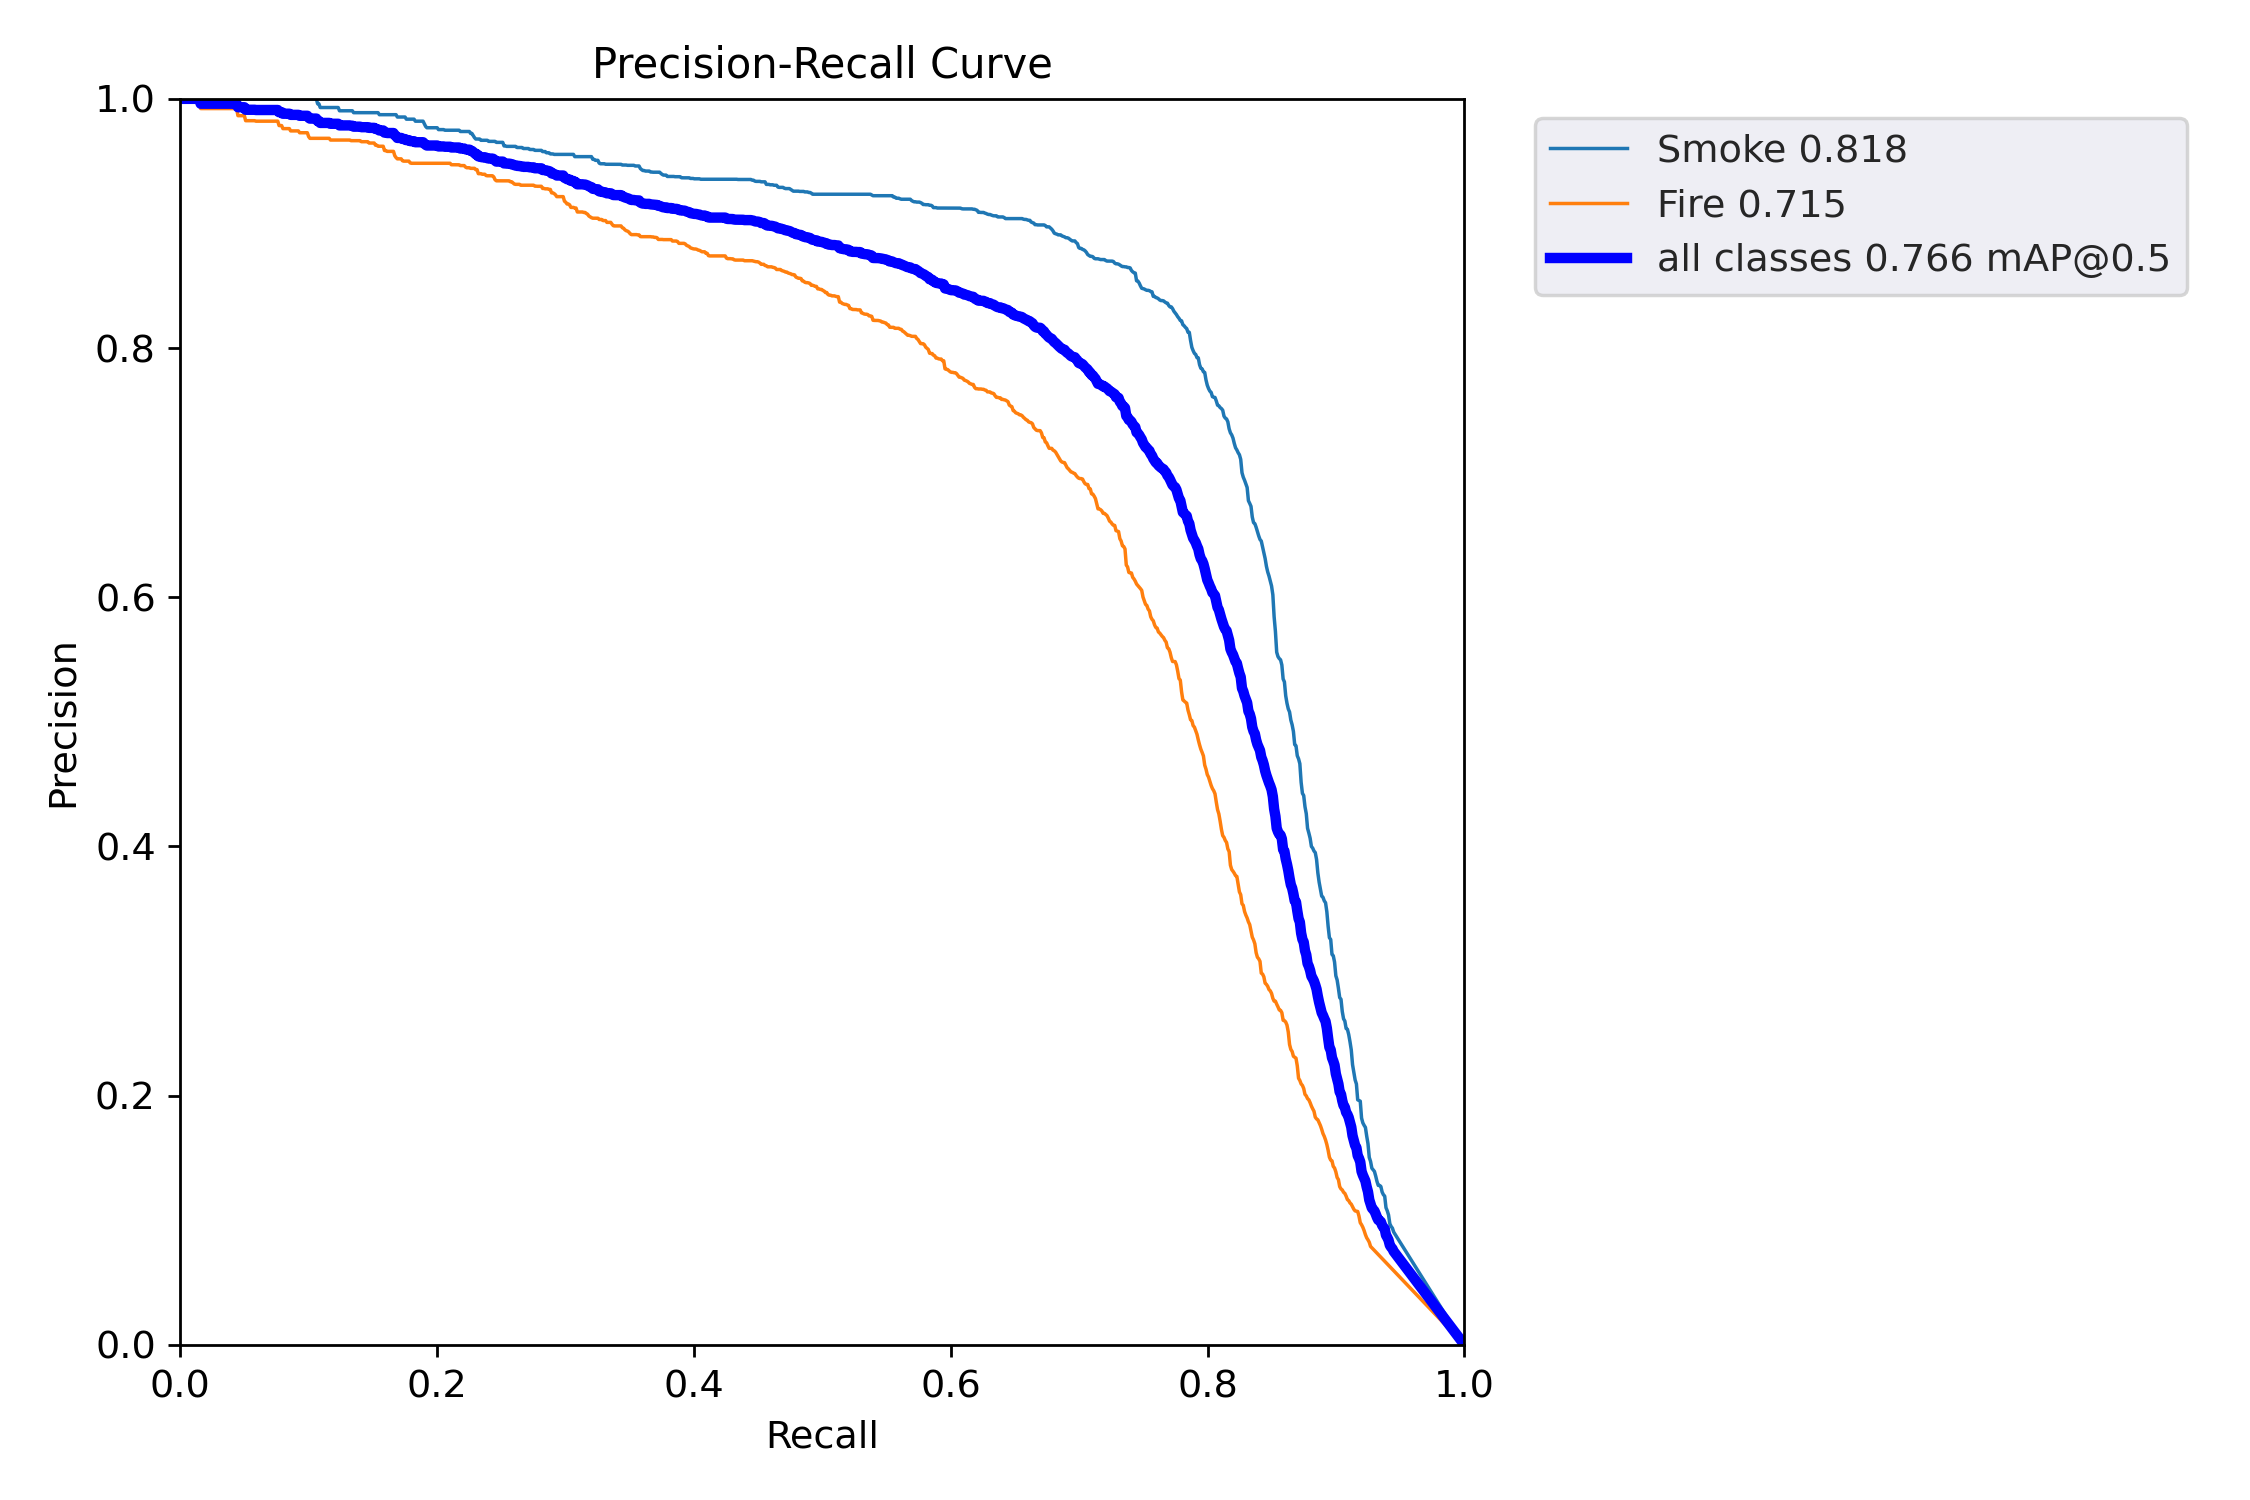 Precision-Recall Curve
1.0
0.8
0.6
0.4
0.2
0.0
Precision
0.0 0.2 0.4 0.6 0.8 1.0
Recall
Smoke 0.818
Fire 0.715
all classes 0.766 mAP@0.5